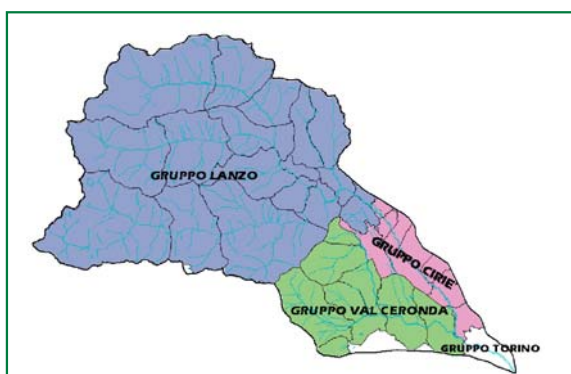 GRUPPO LANZO
GRUPPO CIRIE'
GRUPPO VAL CERONDA
GRUPPO TORINO